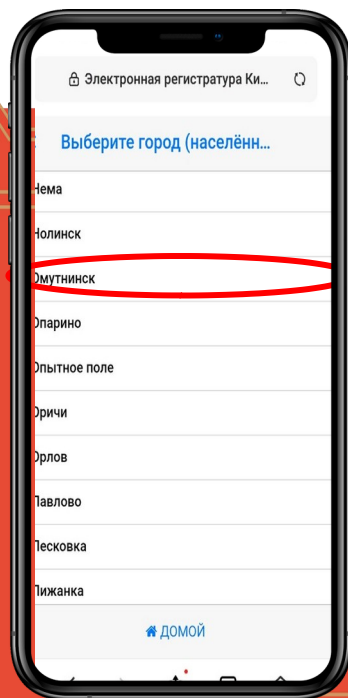 Электронная регистратура Ки...
Выберите город (населённ...
Нема
Нолинск
Омутнинск
Опарино
Опытное поле
Оричи
Орлов
Павлово
Песковка
Пижанка
ДОМОЙ